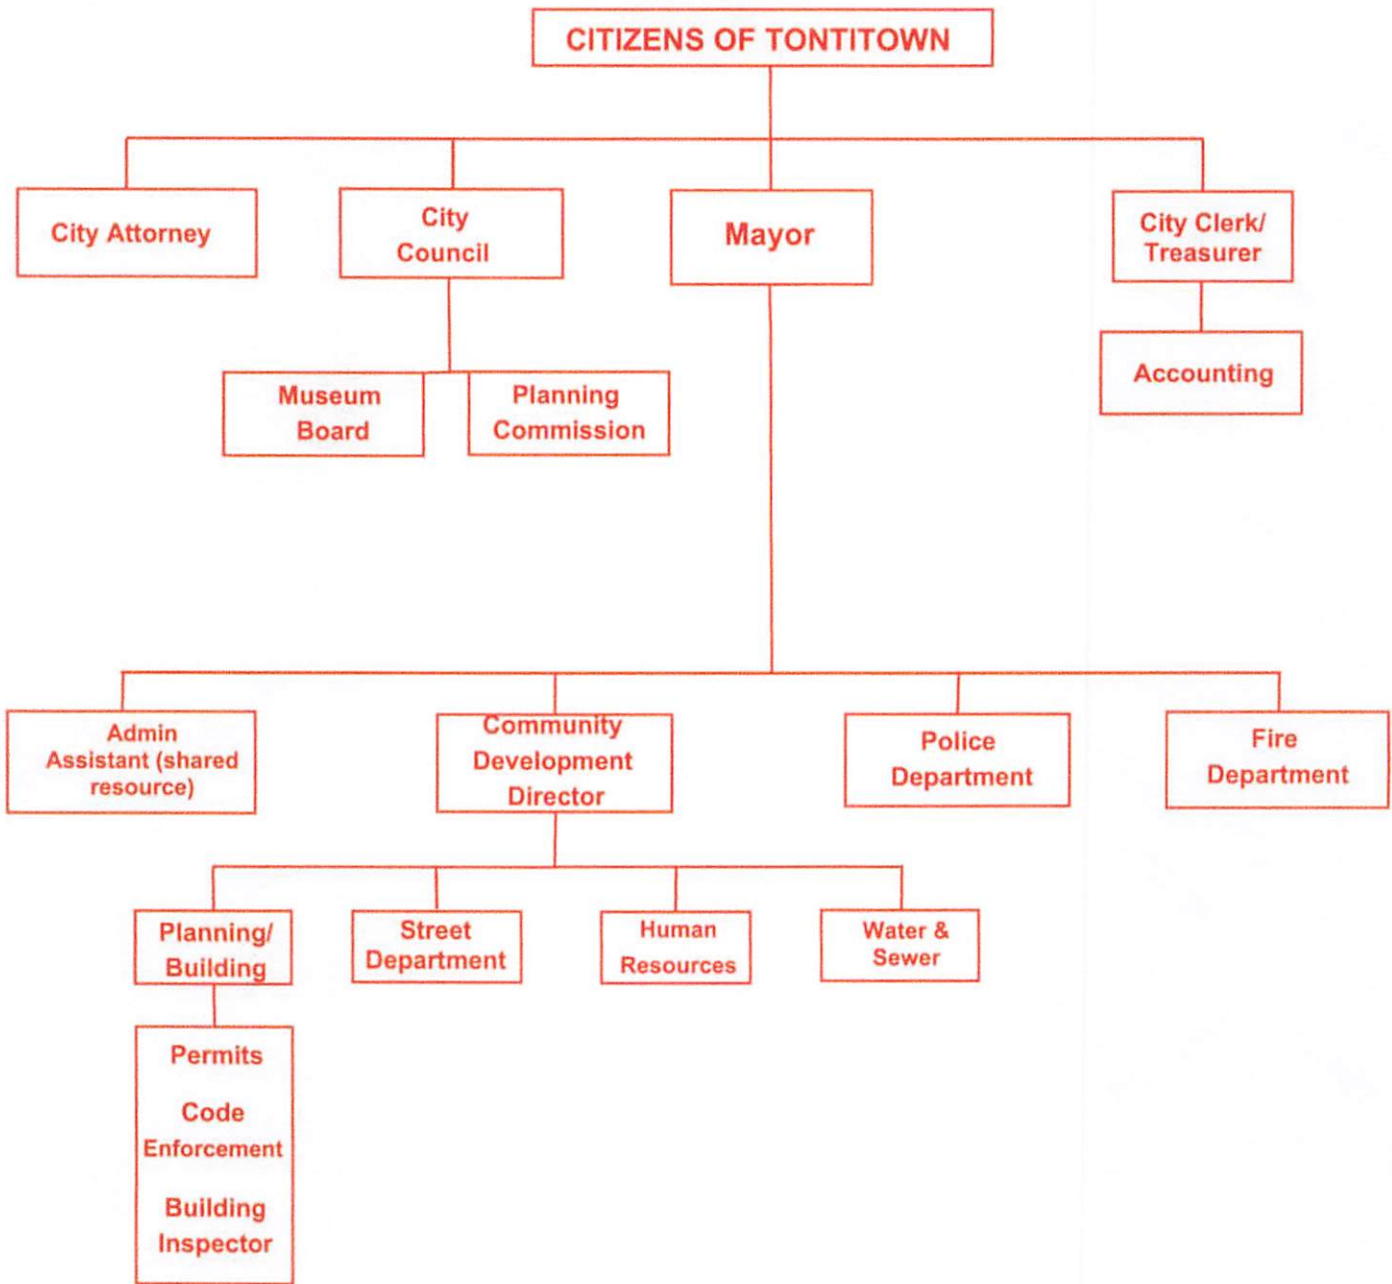 CITIZENS OF TONTITOWN
City Attorney
City
Council
Mayor
City Clerk/
Treasurer
Museum
Board
Planning
Commission
Accounting
Admin
Assistant (shared
resource)
Community
Development
Director
Police
Department
Fire
Department
Planning/
Building
Street
Department
Human
Resources
Water &
Sewer
Permits
Code
Enforcement
Building
Inspector